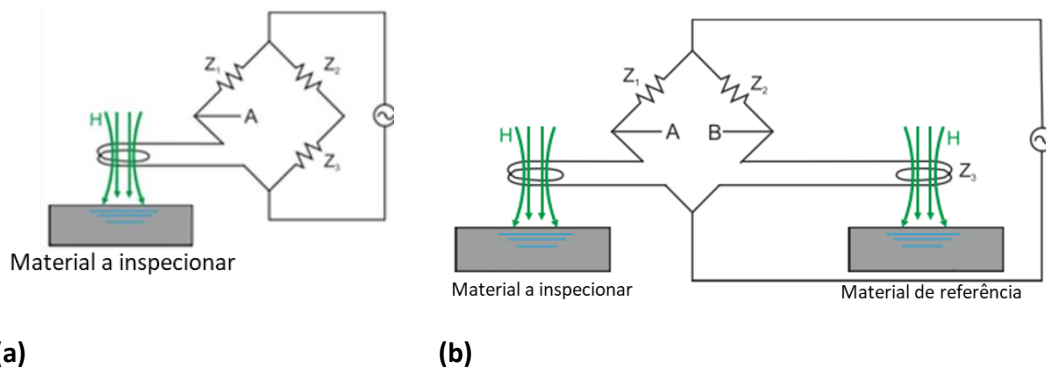 Z₁
Z₂
A
H
Z₃
Material a inspecionar
Z₁
Z₂
A
B
H
H
Z₃
Material a inspecionar
Material de referência
(a)
(b)